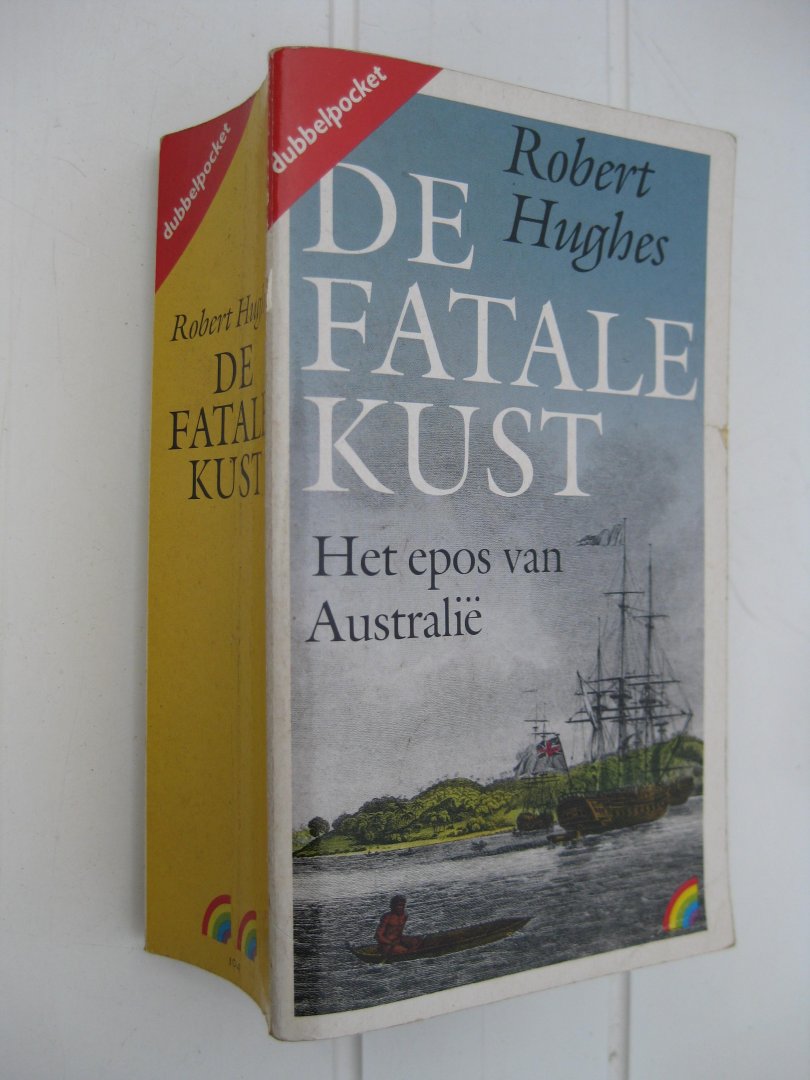 dubbelpocket
Robert
Hughes
DE
FATALE
KUST
Het epos van
Australië
dubbelpocket
Robert Hug
DE
FATAL
KUST